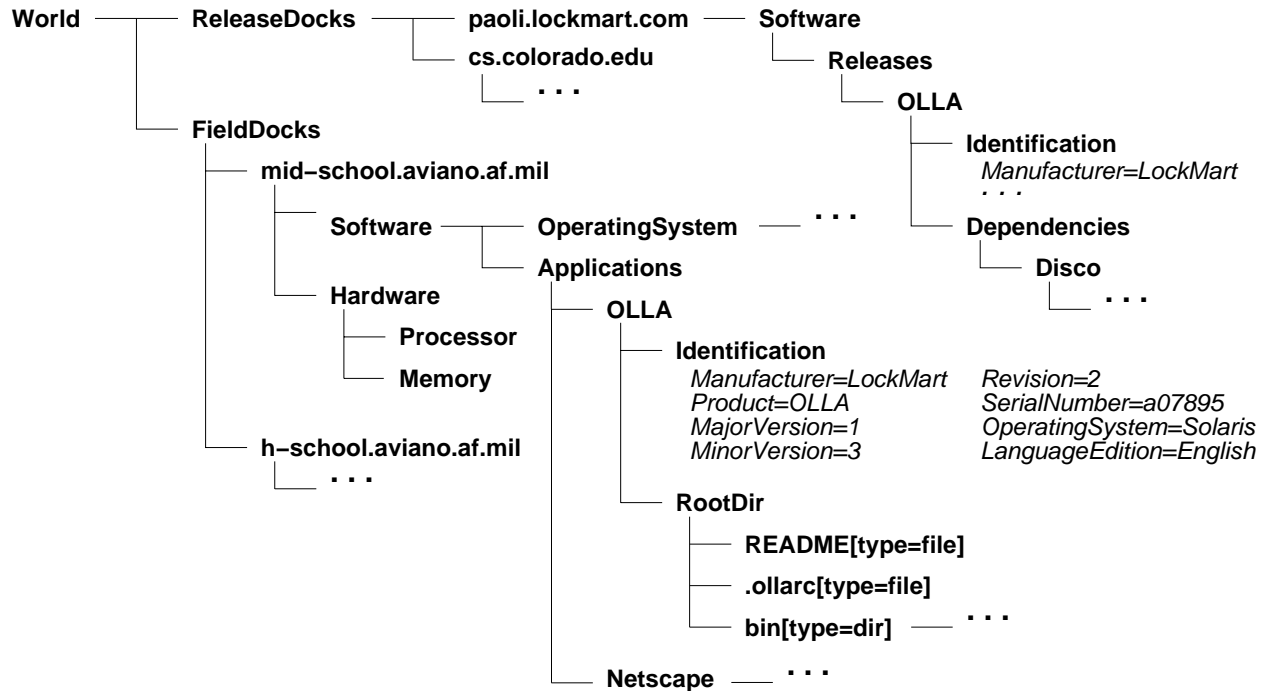 World
ReleaseDocks
paoli.lockmart.com
Software
cs.colorado.edu
Releases
. . .
OLLA
FieldDocks
Identification
mid−school.aviano.af.mil
Manufacturer=LockMart
. . .
Software
OperatingSystem
. . .
Dependencies
Applications
Disco
Hardware
. . .
OLLA
Processor
Identification
Memory
Manufacturer=LockMart Revision=2
Product=OLLA SerialNumber=a07895
MajorVersion=1 OperatingSystem=Solaris
h−school.aviano.af.mil
MinorVersion=3 LanguageEdition=English
. . .
RootDir
README[type=file]
.ollarc[type=file]
bin[type=dir]
. . .
Netscape
. . .